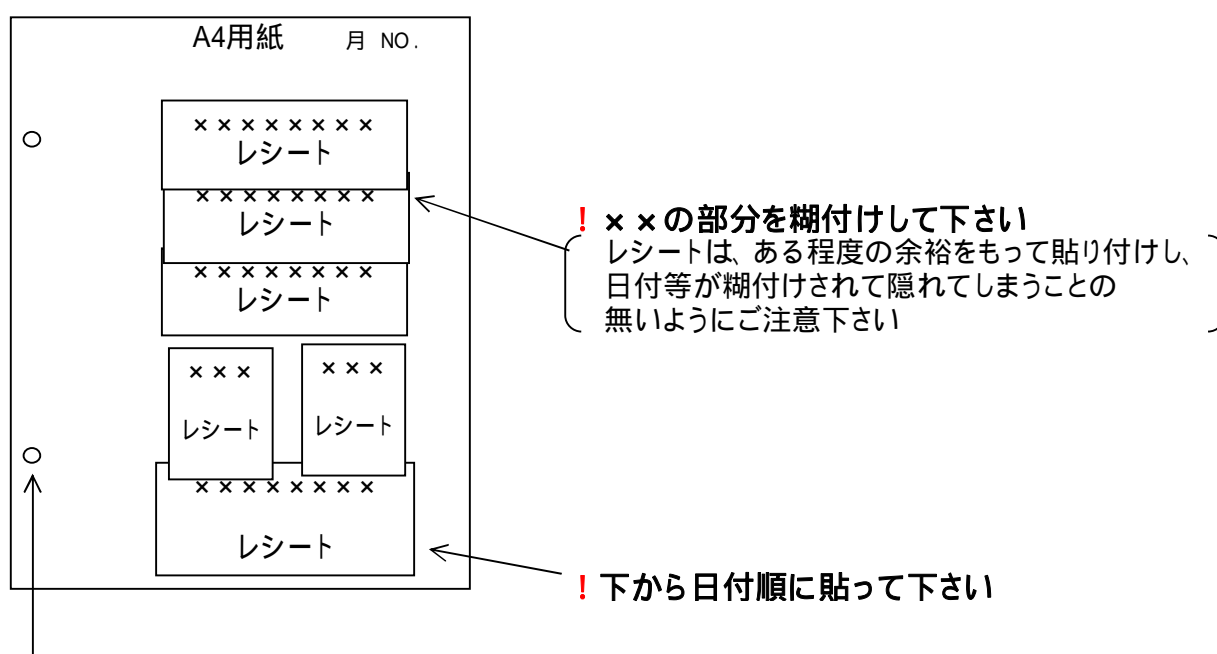 A4用紙 月 NO.
××××××××
レシート
××××××××
レシート
××××××××
レシート
！××の部分を糊付けして下さい
レシートは、ある程度の余裕をもって貼り付けし、
日付等が糊付けされて隠れてしまうことの
無いようにご注意下さい
××× ×××
レシート レシート
××××××××
レシート
！下から日付順に貼って下さい